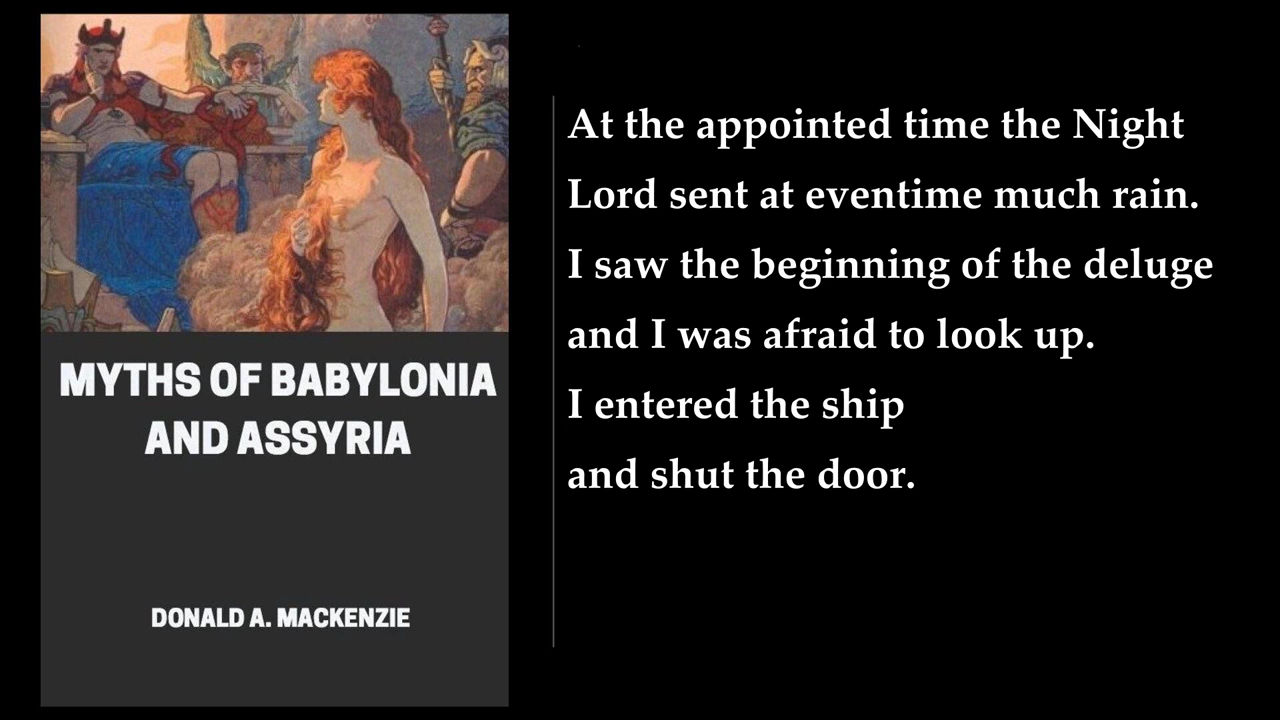 MYTHS OF BABYLONIA
AND ASSYRIA
DONALD A. MACKENZIE
At the appointed time the Night
Lord sent at eventime much rain.
I saw the beginning of the deluge
and I was afraid to look up.
I entered the ship
and shut the door.